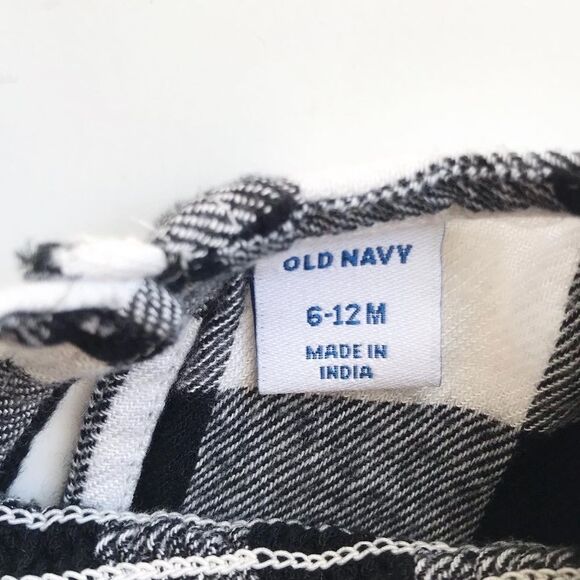 OLD NAVY
6-12 M
MADE IN
INDIA